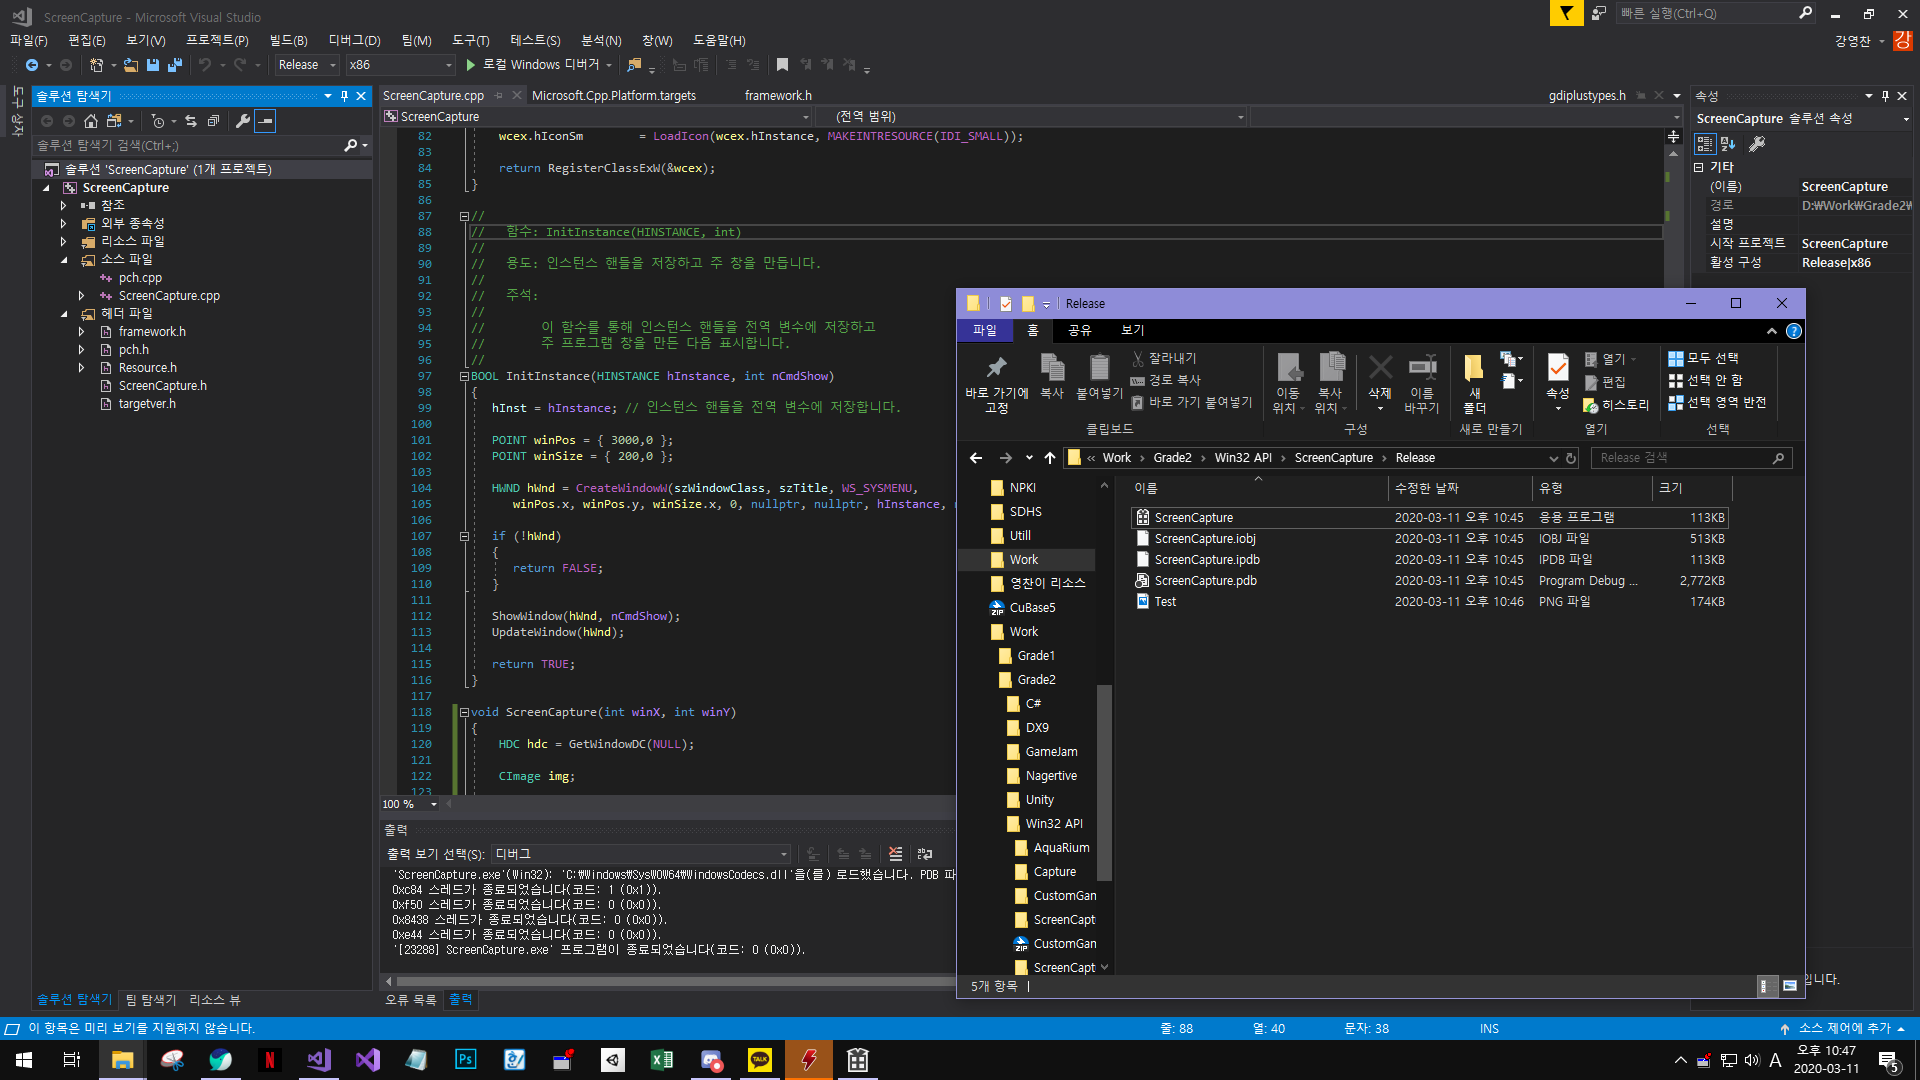 ScreenCapture - Microsoft Visual Studio
빠른 실행(Ctrl+Q)
파일(F) 편집(E) 보기(V) 프로젝트(P) 빌드(B) 디버그(D) 팀(M) 도구(T) 테스트(S) 분석(N) 창(W) 도움말(H)
강영찬 강
Release x86 로컬 Windows 디버거
도구 상자
솔루션 탐색기
솔루션 탐색기 검색(Ctrl+;)
솔루션 'ScreenCapture' (1개 프로젝트)
ScreenCapture
참조
외부 종속성
리소스 파일
소스 파일
pch.cpp
ScreenCapture.cpp
헤더 파일
framework.h
pch.h
Resource.h
ScreenCapture.h
targetver.h
솔루션 탐색기 팀 탐색기 리소스 뷰
ScreenCapture.cpp Microsoft.Cpp.Platform.targets framework.h gdiplustypes.h
ScreenCapture (전역 범위)
82 wcex.hIconSm = LoadIcon(wcex.hInstance, MAKEINTRESOURCE(IDI_SMALL));
83
84 return RegisterClassExW(&wcex);
85 }
86
87 //
88 // 함수: InitInstance(HINSTANCE, int)
89 //
90 // 용도: 인스턴스 핸들을 저장하고 주 창을 만듭니다.
91 //
92 // 주석:
93 //
94 // 이 함수를 통해 인스턴스 핸들을 전역 변수에 저장하고
95 // 주 프로그램 창을 만든 다음 표시합니다.
96 //
97 BOOL InitInstance(HINSTANCE hInstance, int nCmdShow)
98 {
99 hInst = hInstance; // 인스턴스 핸들을 전역 변수에 저장합니다.
100
101 POINT winPos = { 3000,0 };
102 POINT winSize = { 200,0 };
103
104 HWND hWnd = CreateWindowW(szWindowClass, szTitle, WS_SYSMENU,
105 winPos.x, winPos.y, winSize.x, 0, nullptr, nullptr, hInstance,
106
107 if (!hWnd)
108 {
109 return FALSE;
110 }
111
112 ShowWindow(hWnd, nCmdShow);
113 UpdateWindow(hWnd);
114
115 return TRUE;
116 }
117
118 void ScreenCapture(int winX, int winY)
119 {
120 HDC hdc = GetWindowDC(NULL);
121
122 CImage img;
123
100 %
출력
출력 보기 선택(S): 디버그
'ScreenCapture.exe'(Win32): 'C:\Windows\SysWOW64\WindowsCodecs.dll'을(를) 로드했습니다. PDB 파
0xc84 스레드가 종료되었습니다(코드: 1 (0x1)).
0xf50 스레드가 종료되었습니다(코드: 0 (0x0)).
0x8438 스레드가 종료되었습니다(코드: 0 (0x0)).
0xe44 스레드가 종료되었습니다(코드: 0 (0x0)).
'[23288] ScreenCapture.exe' 프로그램이 종료되었습니다(코드: 0 (0x0)).
오류 목록 출력
속성
ScreenCapture 솔루션 속성
기타
(이름) ScreenCapture
경로 D:\Work\Grade2\
설명
시작 프로젝트 ScreenCapture
활성 구성 Release|x86
입니다.
Release
파일 홈 공유 보기
바로 가기에 고정
복사
붙여넣기
잘라내기
경로 복사
바로 가기 붙여넣기
클립보드
이동 위치
복사 위치
삭제
이름 바꾸기
구성
새 폴더
새로 만들기
속성
열기
편집
히스토리
열기
모두 선택
선택 안 함
선택 영역 반전
선택
« Work › Grade2 › Win32 API › ScreenCapture › Release
Release 검색
NPKI
SDHS
Utill
Work
영찬이 리소스
CuBase5
Work
Grade1
Grade2
C#
DX9
GameJam
Nagertive
Unity
Win32 API
AquaRium
Capture
CustomGan
ScreenCapt
CustomGan
ScreenCapt
이름 수정한 날짜 유형 크기
ScreenCapture 2020-03-11 오후 10:45 응용 프로그램 113KB
ScreenCapture.iobj 2020-03-11 오후 10:45 IOBJ 파일 513KB
ScreenCapture.ipdb 2020-03-11 오후 10:45 IPDB 파일 113KB
ScreenCapture.pdb 2020-03-11 오후 10:45 Program Debug ... 2,772KB
Test 2020-03-11 오후 10:46 PNG 파일 174KB
5개 항목
이 항목은 미리 보기를 지원하지 않습니다. 줄: 88 열: 40 문자: 38 INS 소스 제어에 추가
N Ps TALK A
오후 10:47
2020-03-11
5